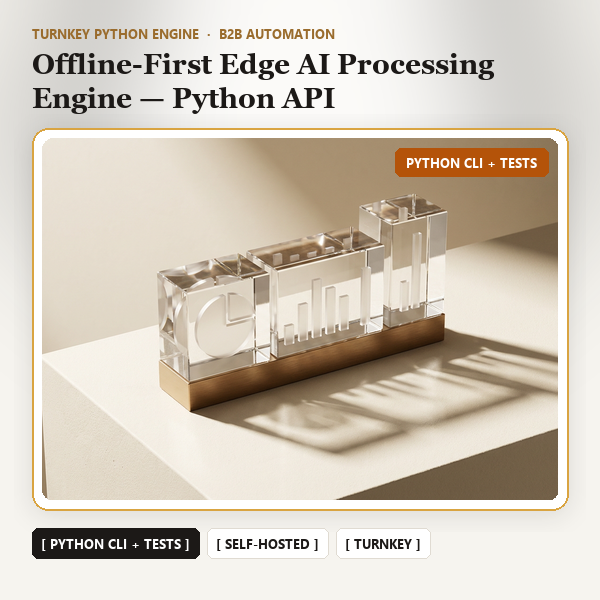 TURNKEY PYTHON ENGINE · B2B AUTOMATION
Offline-First Edge AI Processing
Engine — Python API
PYTHON CLI + TESTS
[ PYTHON CLI + TESTS ]
[ SELF-HOSTED ]
[ TURNKEY ]